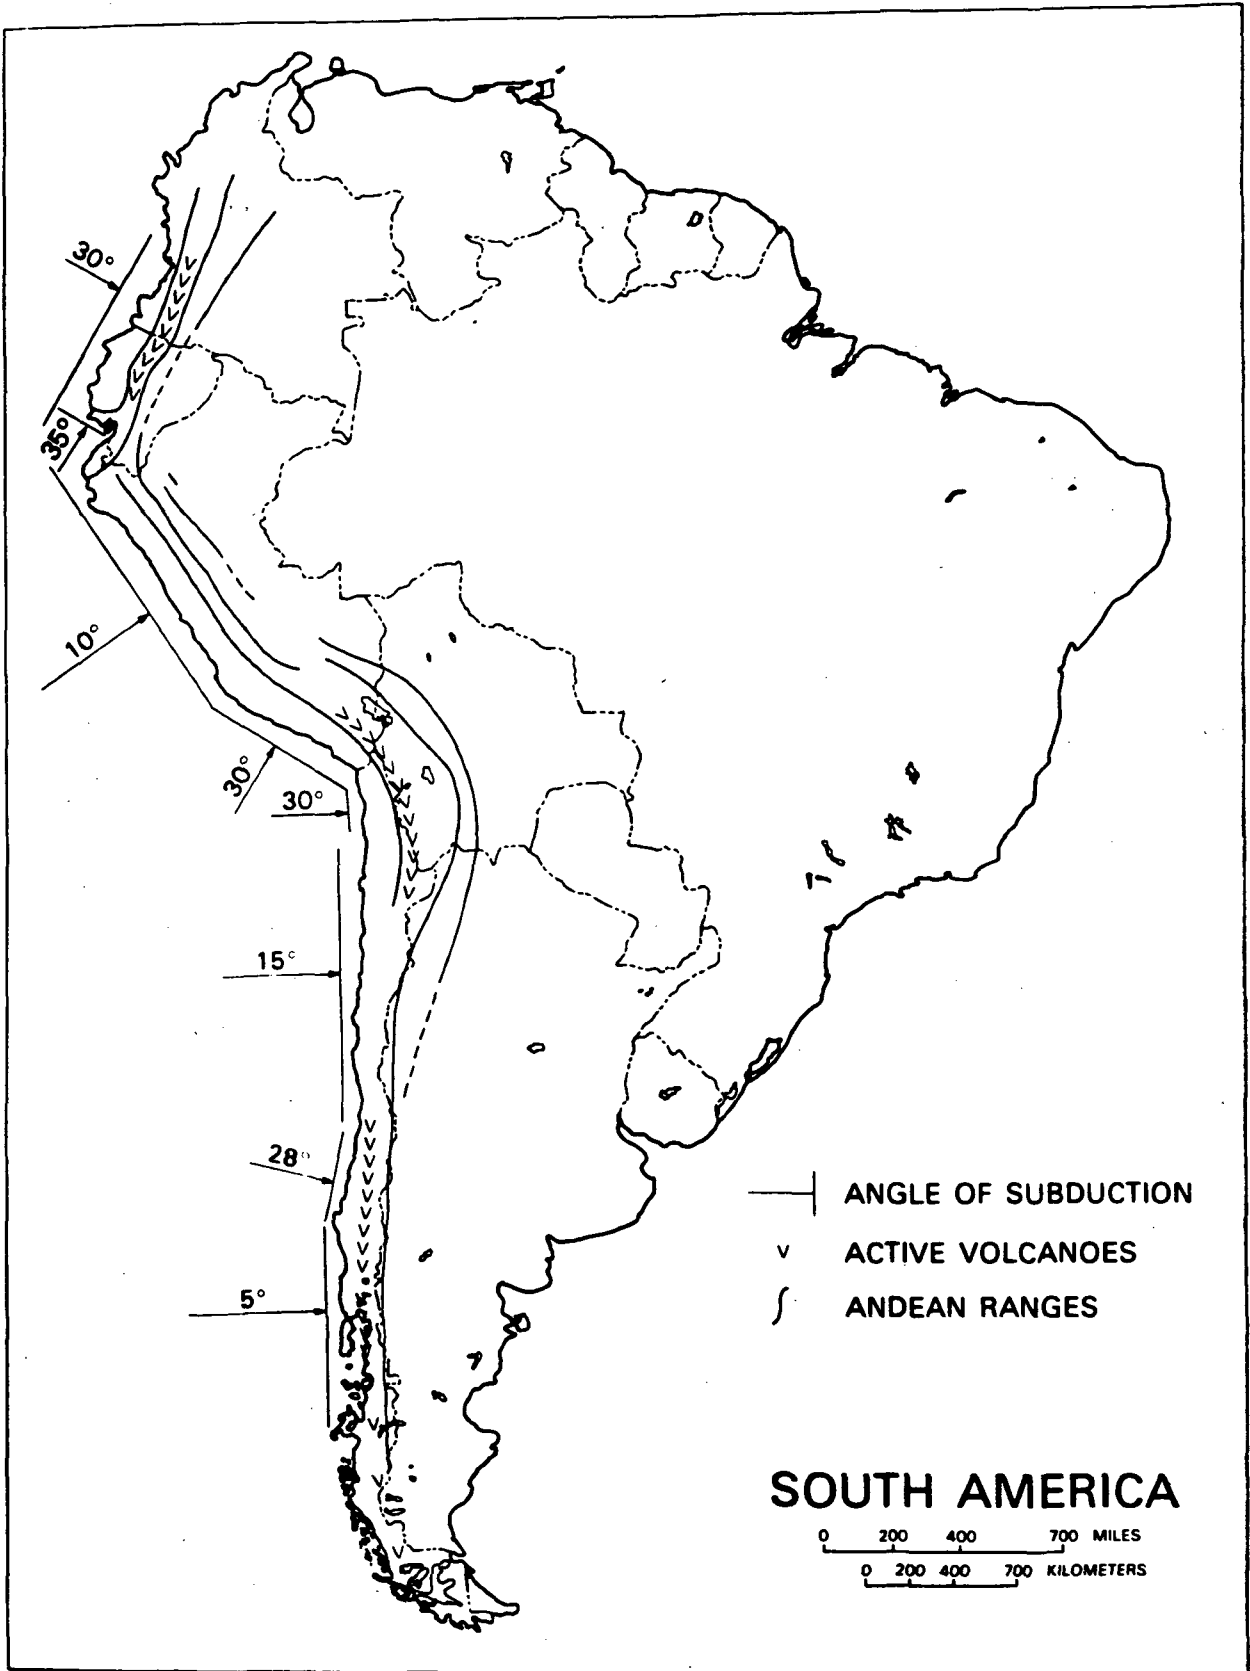 30°
35°
10°
30°
30°
15°
28°
5°
ANGLE OF SUBDUCTION
V ACTIVE VOLCANOES
ANDEAN RANGES
SOUTH AMERICA
0 200 400 700 MILES
0 200 400 700 KILOMETERS